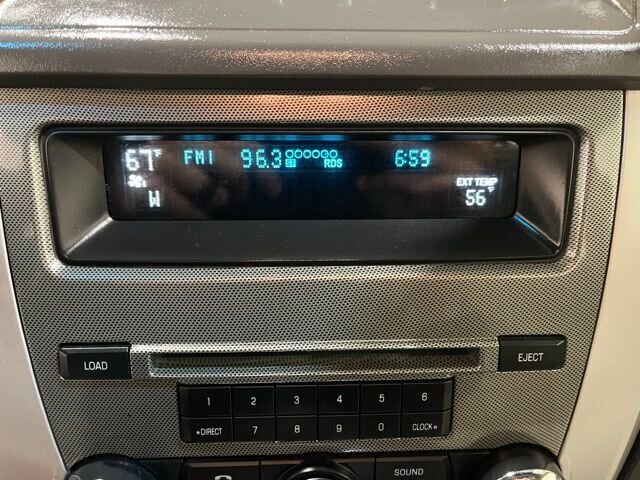 67°F FM1 96.3 RDS 6:59
W EXT TEMP
56°F
LOAD EJECT
1 2 3 4 5 6
*DIRECT 7 8 9 0 CLOCK
SOUND